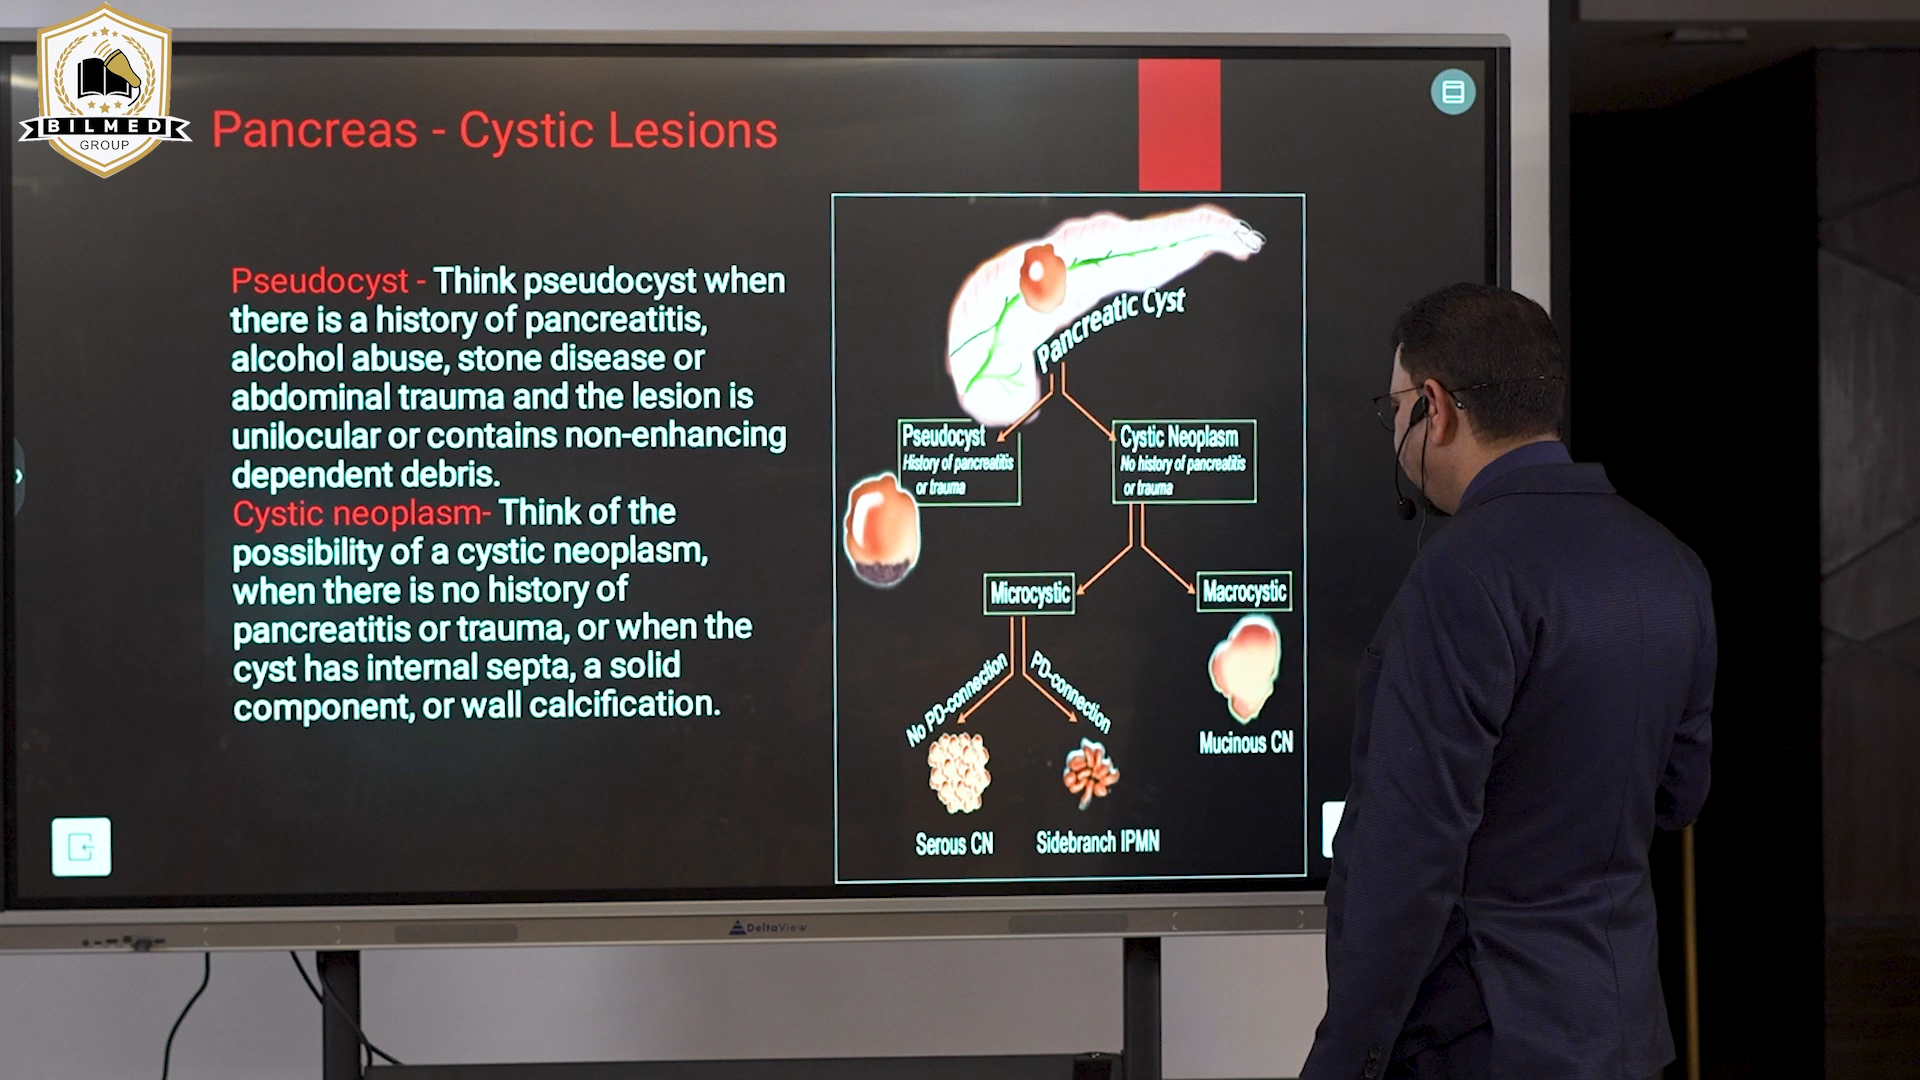 BILMED
GROUP
Pancreas - Cystic Lesions
Pseudocyst - Think pseudocyst when
there is a history of pancreatitis,
alcohol abuse, stone disease or
abdominal trauma and the lesion is
unilocular or contains non-enhancing
dependent debris.
Cystic neoplasm- Think of the
possibility of a cystic neoplasm,
when there is no history of
pancreatitis or trauma, or when the
cyst has internal septa, a solid
component, or wall calcification.
Pancreatic Cyst
Pseudocyst
History of pancreatitis
or trauma
Cystic Neoplasm
No history of pancreatitis
or trauma
Microcystic
Macrocystic
No PD-connection
PD-connection
Mucinous CN
Serous CN
Sidebranch IPMN
DeltaView